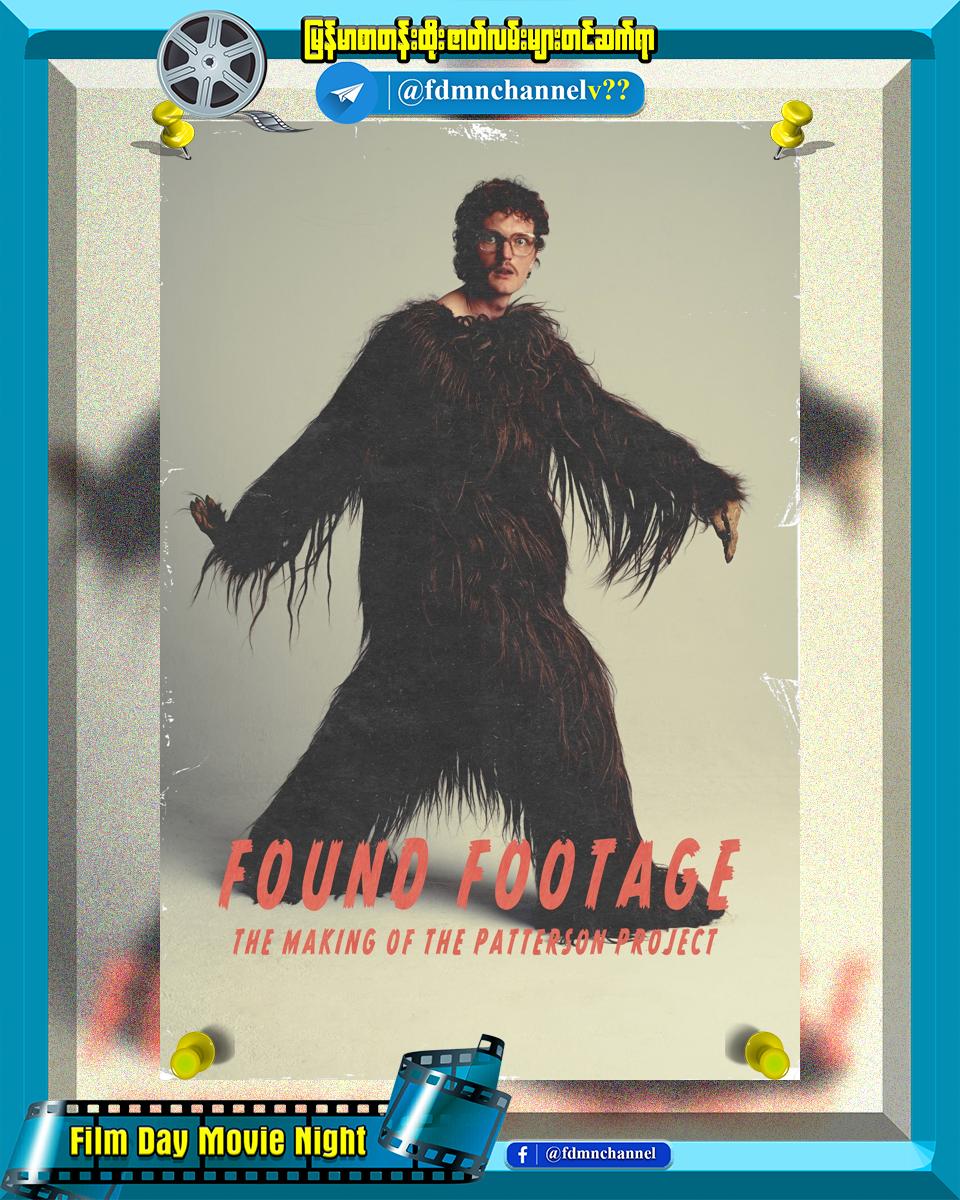 မြန်မာစာတန်းထိုးဇာတ်လမ်းများတင်ဆက်ရာ
@fdmnchannelv??
FOUND FOOTAGE
THE MAKING OF THE PATTERSON PROJECT
Film Day Movie Night
@fdmnchannel